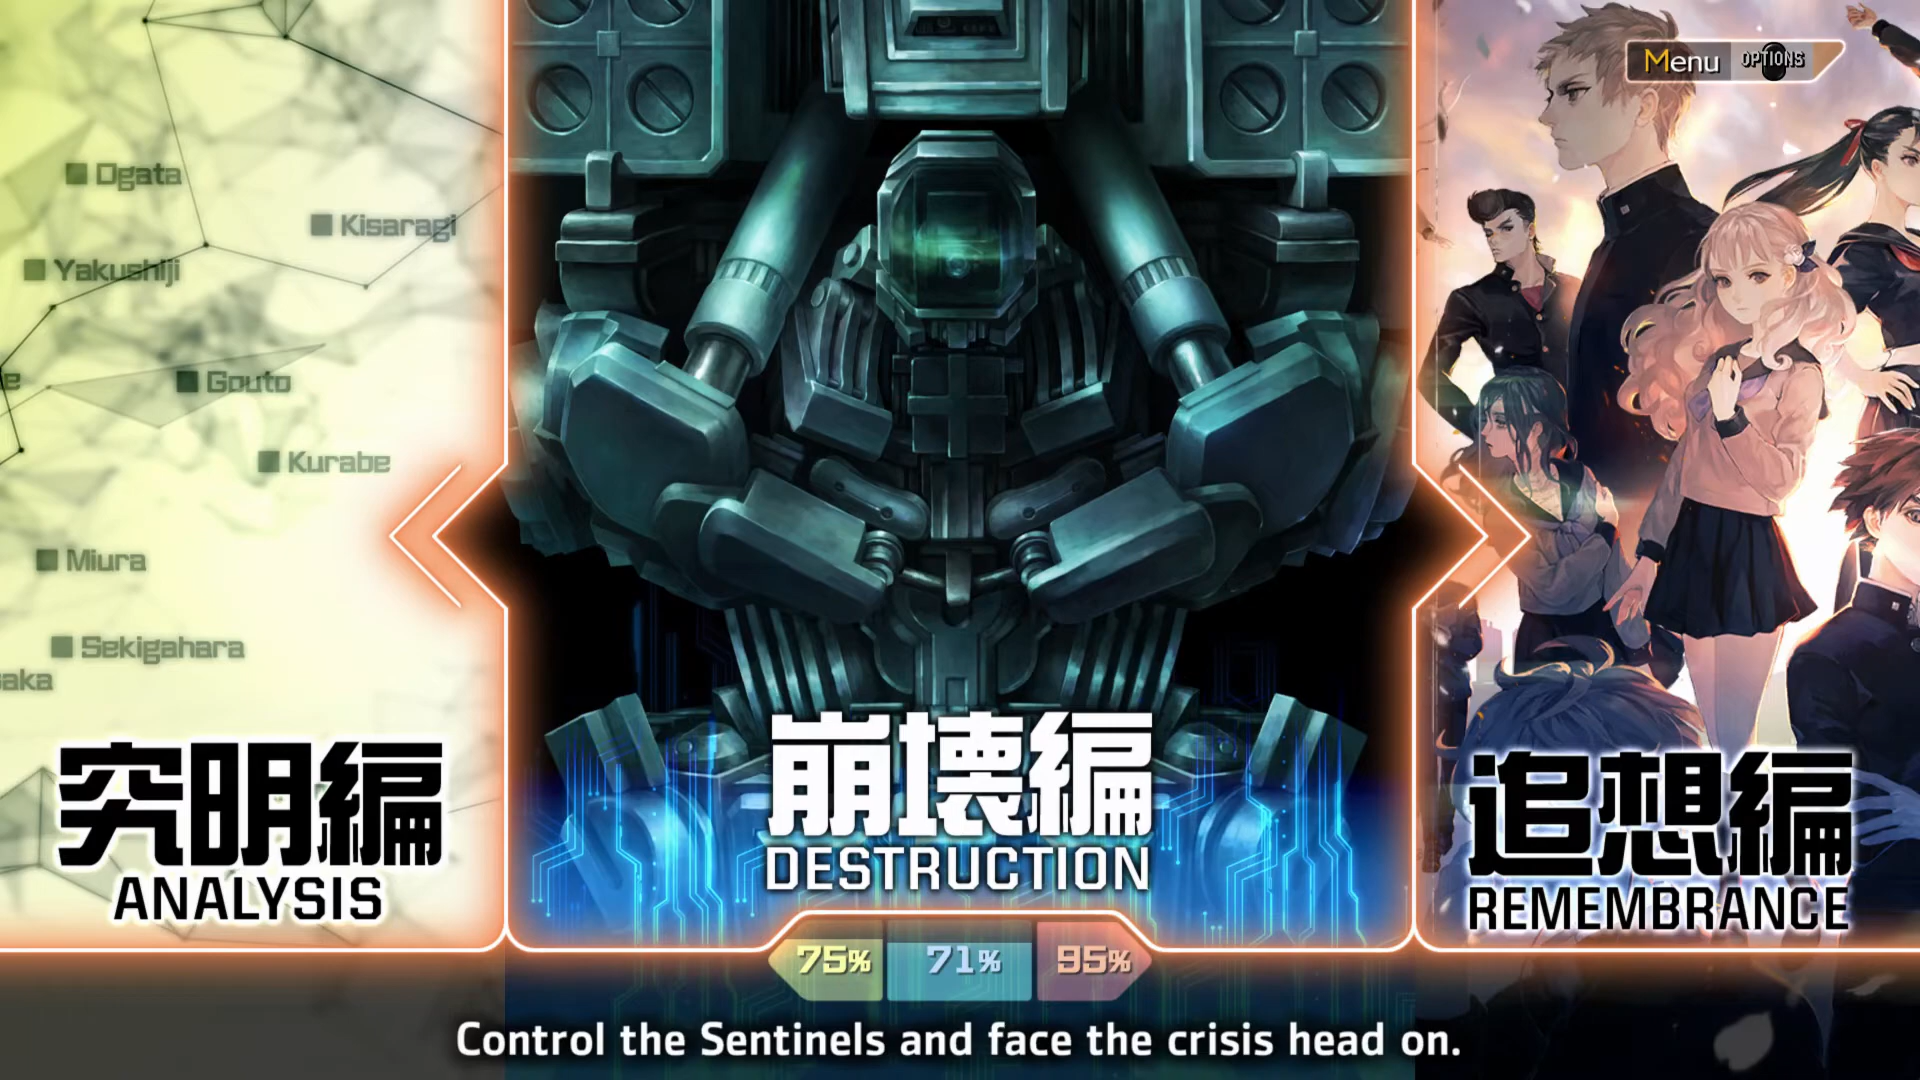 Menu OPTIONS
Ogata
Kisaragi
Yakushiji
Gouto
Kurabe
Miura
Sekigahara
究明編
ANALYSIS
崩壊編
DESTRUCTION
追想編
REMEMBRANCE
75% 71% 95%
Control the Sentinels and face the crisis head on.